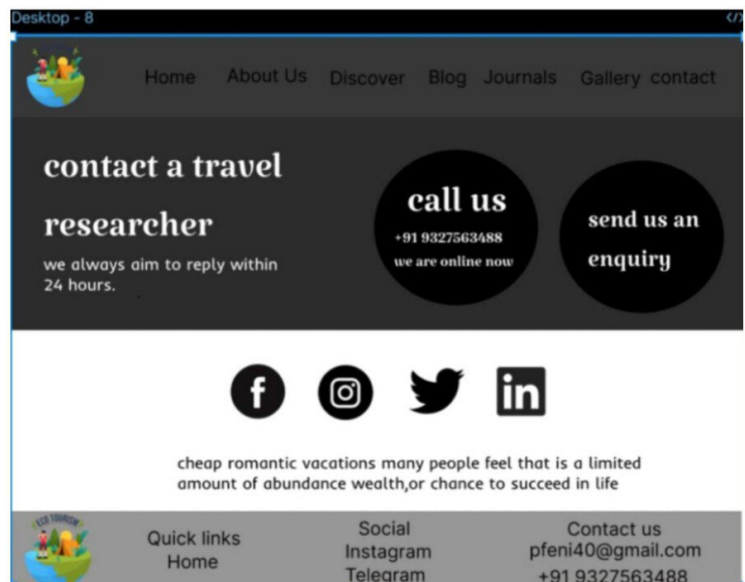 Desktop - 8
</>
Home About Us Discover Blog Journals Gallery contact
contact a travel
researcher
we always aim to reply within
24 hours.
call us
+91 9327563488
we are online now
send us an
enquiry
f
in
cheap romantic vacations many people feel that is a limited
amount of abundance wealth,or chance to succeed in life
ECO TOURISM
Quick links
Home
Social
Instagram
Telegram
Contact us
pfeni40@gmail.com
+91 9327563488